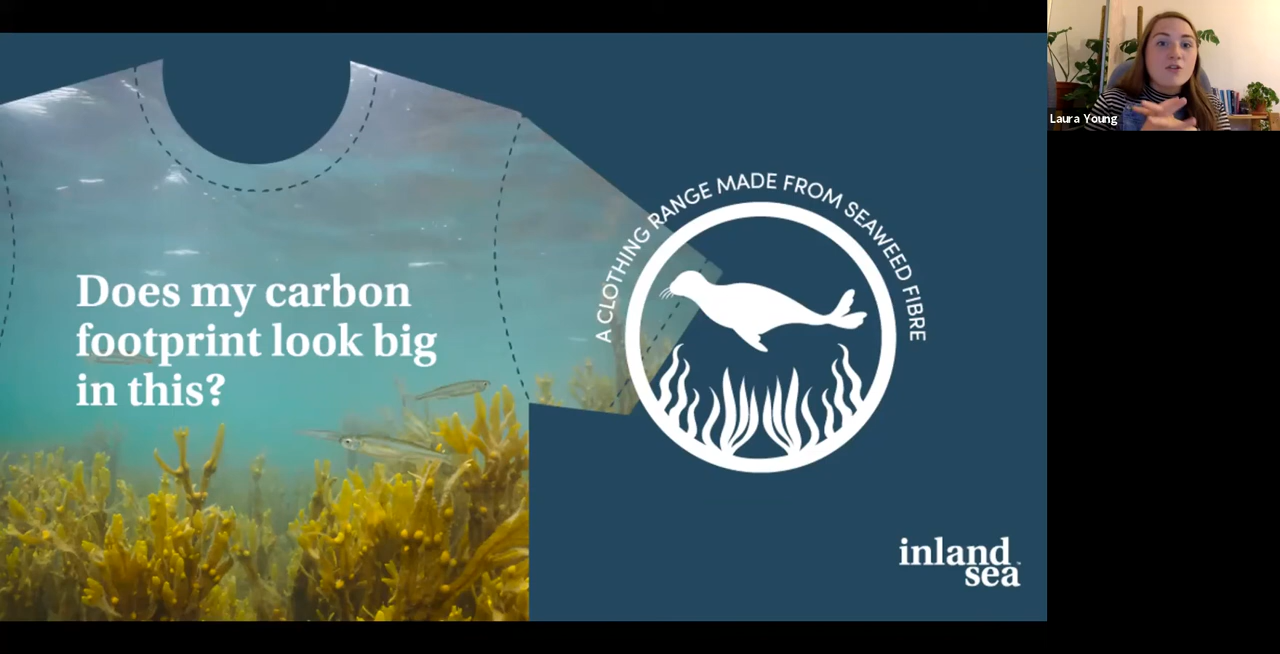 Does my carbon
footprint look big
in this?
A CLOTHING RANGE MADE FROM SEAWEED FIBRE
inland
sea
Laura Young